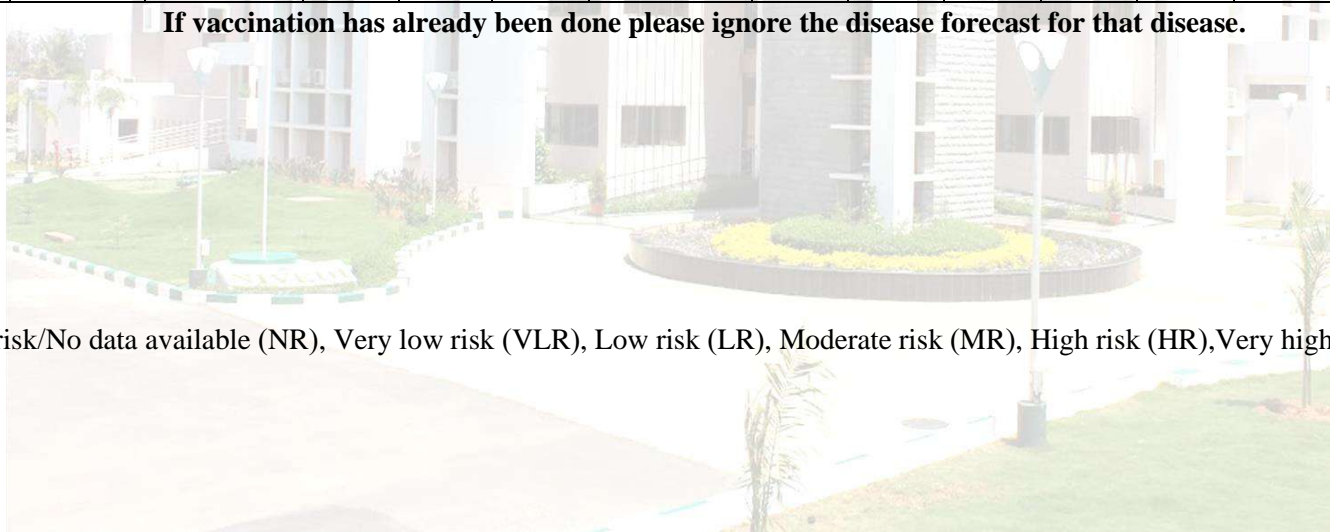 If vaccination has already been done please ignore the disease forecast for that disease.
risk/No data available (NR), Very low risk (VLR), Low risk (LR), Moderate risk (MR), High risk (HR),Very high